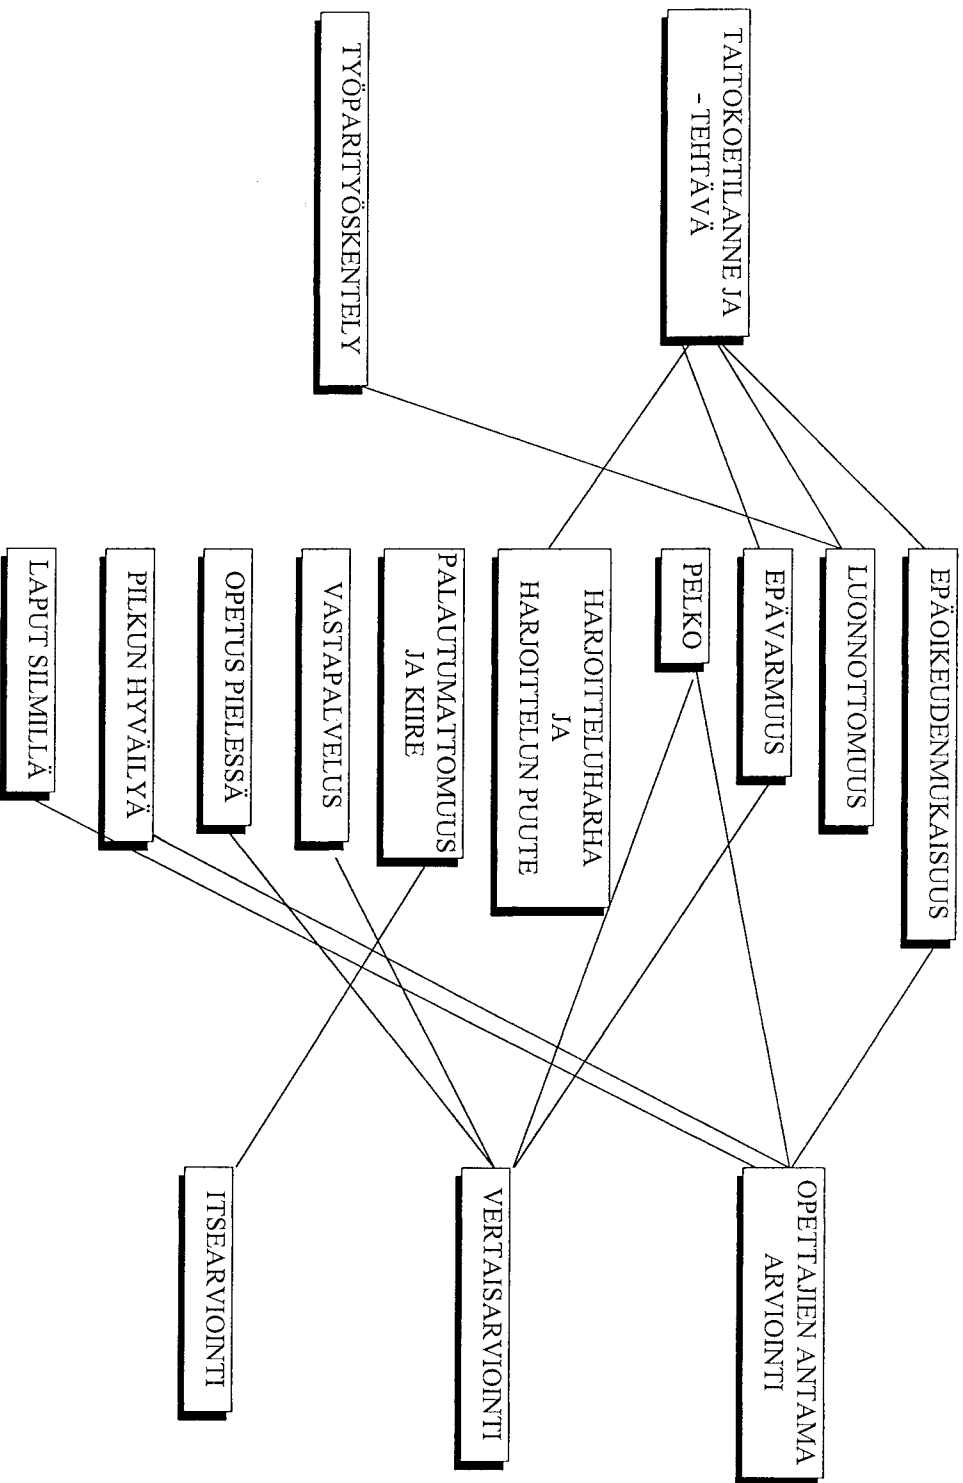 TAITOKOETILANNE JA
- TEHTÄVÄ
TYÖPARITYÖSKENTELY
EPÄOIKEUDENMUKAISUUS
LUONNOTTOMUUS
EPÄVARMUUS
PELKO
HARJOITTELUHARHA
JA
HARJOITTELUN PUUTE
PALAUTUMATTOMUUS
JA KIIRE
VASTAPALVELUS
OPETUS PIELESSÄ
PILKUN HYVÄILYÄ
LAPUT SILMILLÄ
OPETTAJIEN ANTAMA
ARVIOINTI
VERTAISARVIOINTI
ITSEARVIOINTI